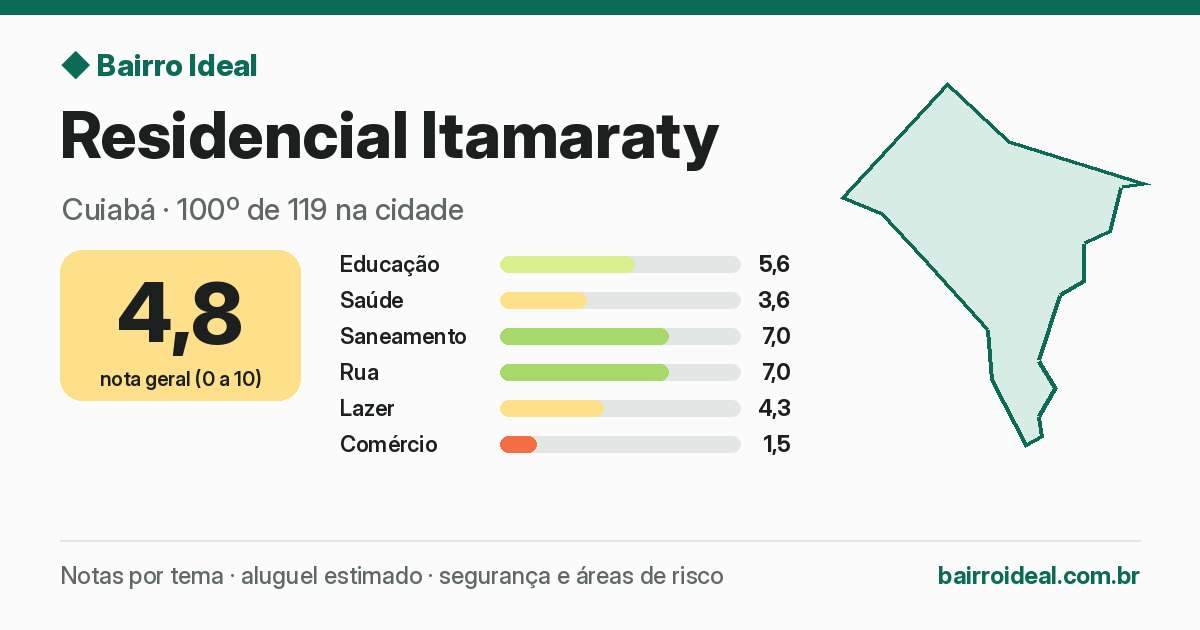 Bairro Ideal
Residencial Itamaraty
Cuiabá · 100º de 119 na cidade
4,8
nota geral (0 a 10)
Educação 5,6
Saúde 3,6
Saneamento 7,0
Rua 7,0
Lazer 4,3
Comércio 1,5
Notas por tema · aluguel estimado · segurança e áreas de risco
bairroideal.com.br